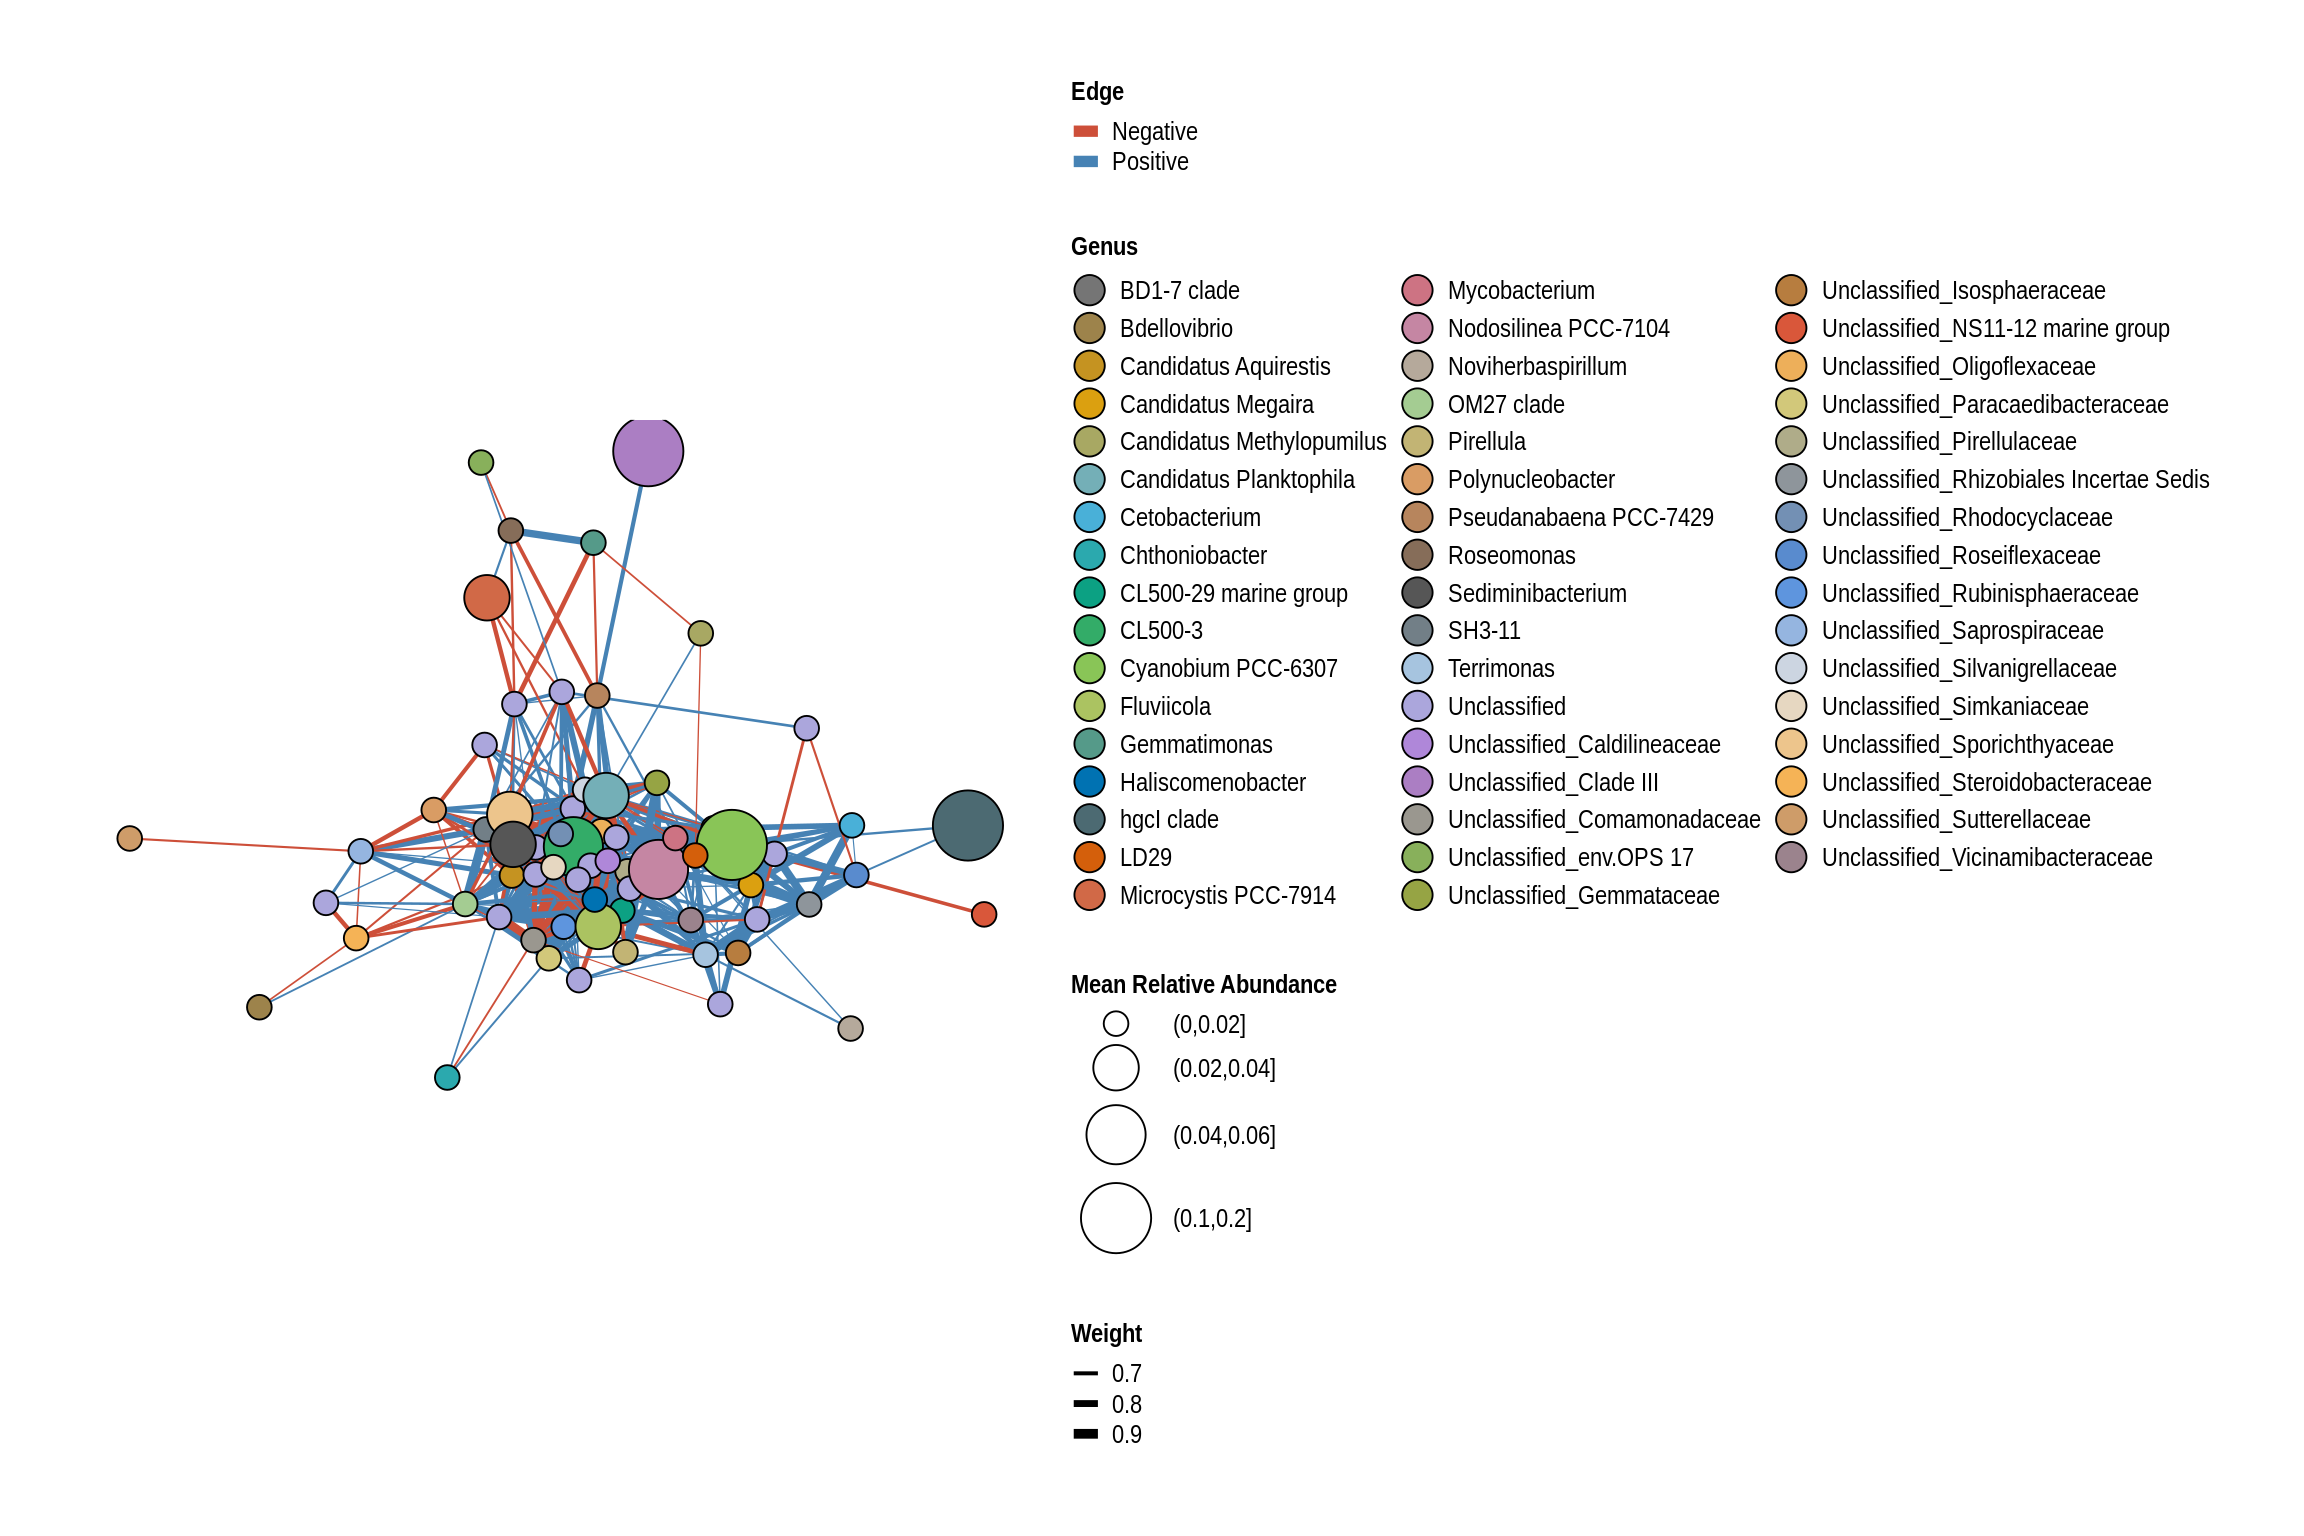 Edge
Negative
Positive
Genus
BD1-7 clade
Bdellovibrio
Candidatus Aquirestis
Candidatus Megaira
Candidatus Methylopumilus
Candidatus Planktophila
Cetobacterium
Chthoniobacter
CL500-29 marine group
CL500-3
Cyanobium PCC-6307
Fluviicola
Gemmatimonas
Haliscomenobacter
hgcI clade
LD29
Microcystis PCC-7914
Mycobacterium
Nodosilinea PCC-7104
Noviherbaspirillum
OM27 clade
Pirellula
Polynucleobacter
Pseudanabaena PCC-7429
Roseomonas
Sediminibacterium
SH3-11
Terrimonas
Unclassified
Unclassified_Caldilineaceae
Unclassified_Clade III
Unclassified_Comamonadaceae
Unclassified_env.OPS 17
Unclassified_Gemmataceae
Unclassified_Isosphaeraceae
Unclassified_NS11-12 marine group
Unclassified_Oligoflexaceae
Unclassified_Paracaedibacteraceae
Unclassified_Pirellulaceae
Unclassified_Rhizobiales Incertae Sedis
Unclassified_Rhodocyclaceae
Unclassified_Roseiflexaceae
Unclassified_Rubinisphaeraceae
Unclassified_Saprospiraceae
Unclassified_Silvanigrellaceae
Unclassified_Simkaniaceae
Unclassified_Sporichthyaceae
Unclassified_Steroidobacteraceae
Unclassified_Sutterellaceae
Unclassified_Vicinamibacteraceae
Mean Relative Abundance
(0,0.02]
(0.02,0.04]
(0.04,0.06]
(0.1,0.2]
Weight
0.7
0.8
0.9